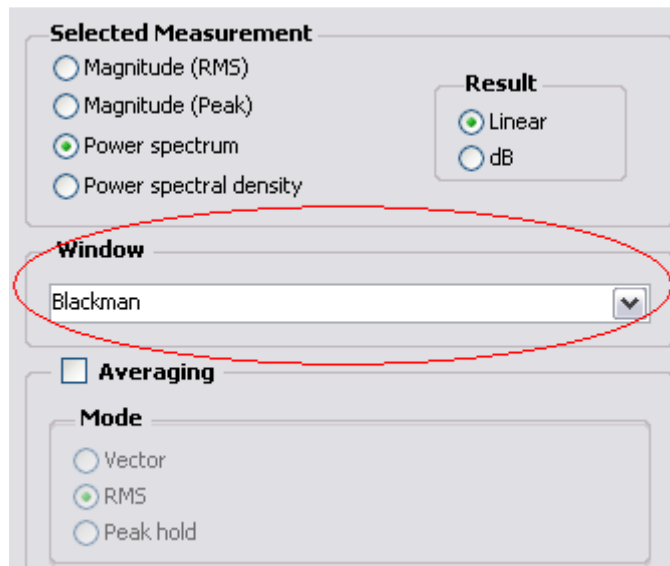 Selected Measurement
Magnitude (RMS)
Magnitude (Peak)
Power spectrum
Power spectral density
Result
Linear
dB
Window
Blackman
Averaging
Mode
Vector
RMS
Peak hold